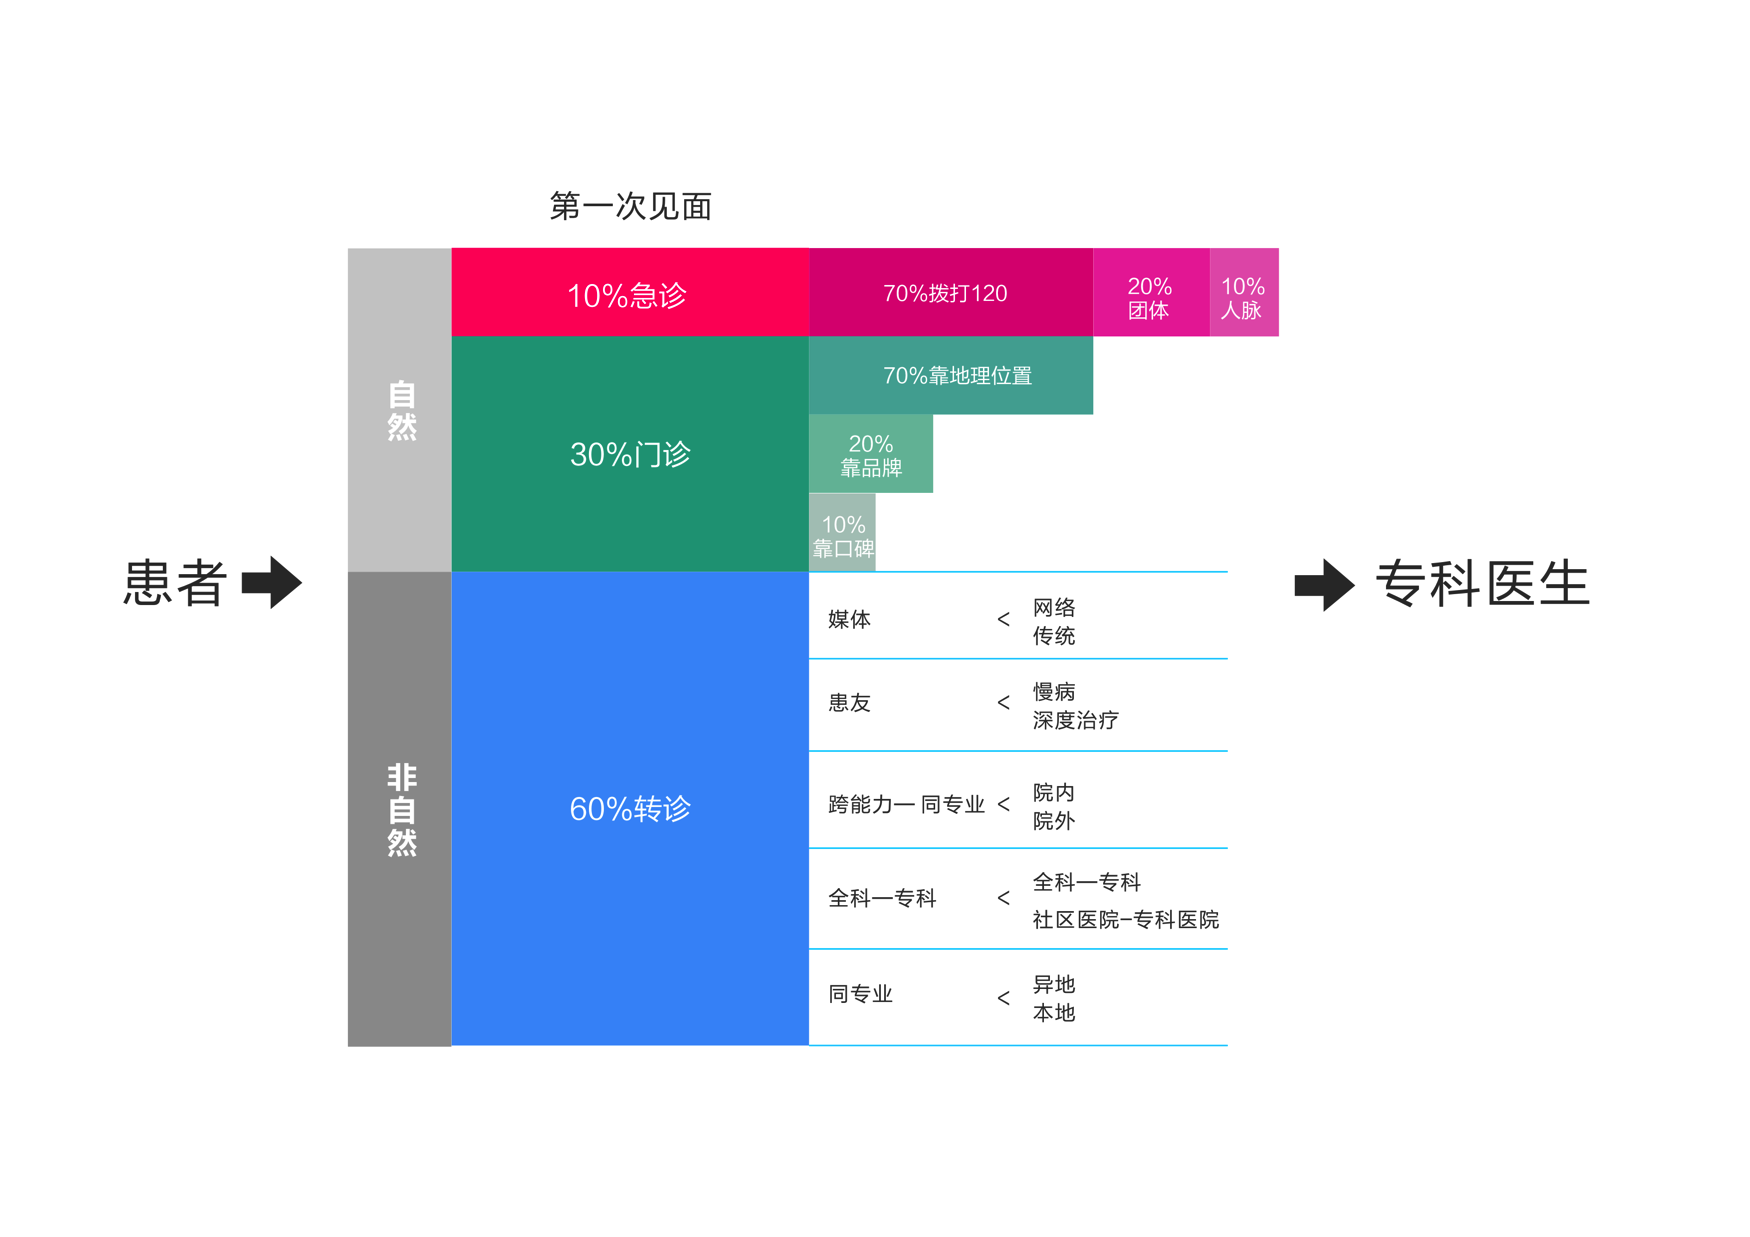 第一次见面
自然
10%急诊
70%拨打120
20%
团体
10%
人脉
30%门诊
70%靠地理位置
20%
靠品牌
10%
靠口碑
患者
专科医生
非自然
60%转诊
媒体 <
网络
传统
患友 <
慢病
深度治疗
跨能力一 同专业 <
院内
院外
全科一专科 <
全科一专科
社区医院-专科医院
同专业 <
异地
本地